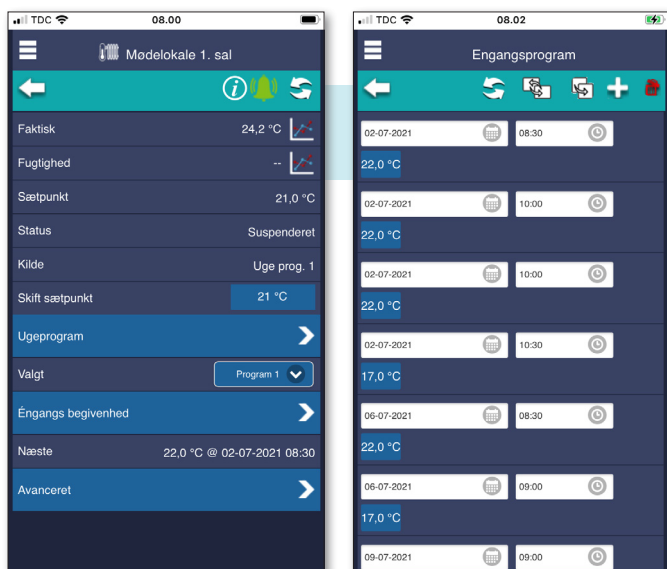 TDC 08.00
Mødelokale 1. sal
Faktisk 24,2 °C
Fugtighed --
Sætpunkt 21,0 °C
Status Suspenderet
Kilde Uge prog. 1
Skift sætpunkt 21 °C
Ugeprogram
Valgt Program 1
Éngangs begivenhed
Næste 22,0 °C @ 02-07-2021 08:30
Avanceret
TDC 08.02
Engangsprogram
02-07-2021 08:30
22,0 °C
02-07-2021 10:00
22,0 °C
02-07-2021 10:00
22,0 °C
02-07-2021 10:30
17,0 °C
06-07-2021 08:30
22,0 °C
06-07-2021 09:00
17,0 °C
09-07-2021 09:00